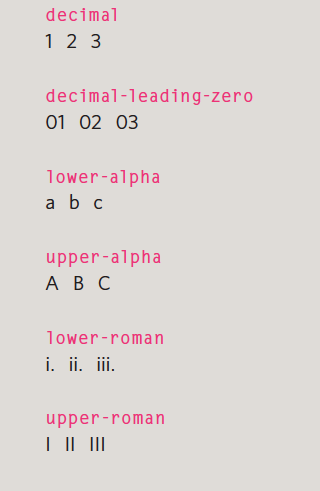 decimal
1 2 3
decimal-leading-zero
01 02 03
lower-alpha
a b c
upper-alpha
A B C
lower-roman
i. ii. iii.
upper-roman
I II III